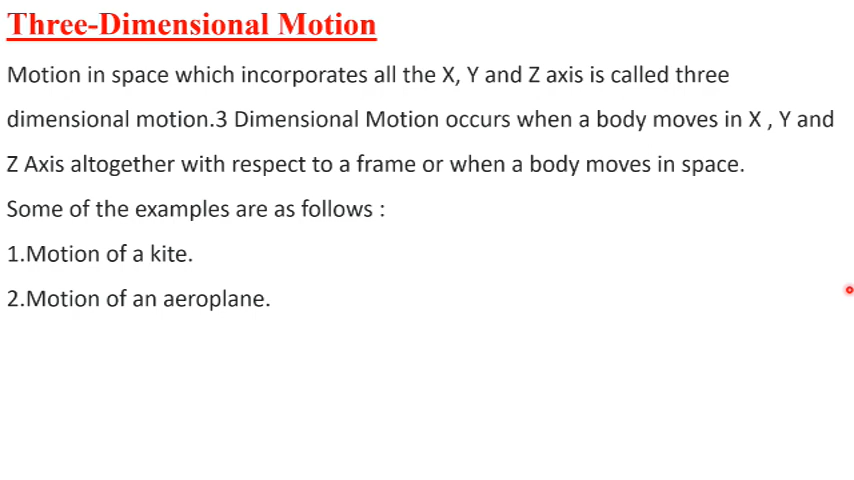 Three-Dimensional Motion
Motion in space which incorporates all the X, Y and Z axis is called three
dimensional motion.3 Dimensional Motion occurs when a body moves in X , Y and
Z Axis altogether with respect to a frame or when a body moves in space.
Some of the examples are as follows :
1.Motion of a kite.
2.Motion of an aeroplane.